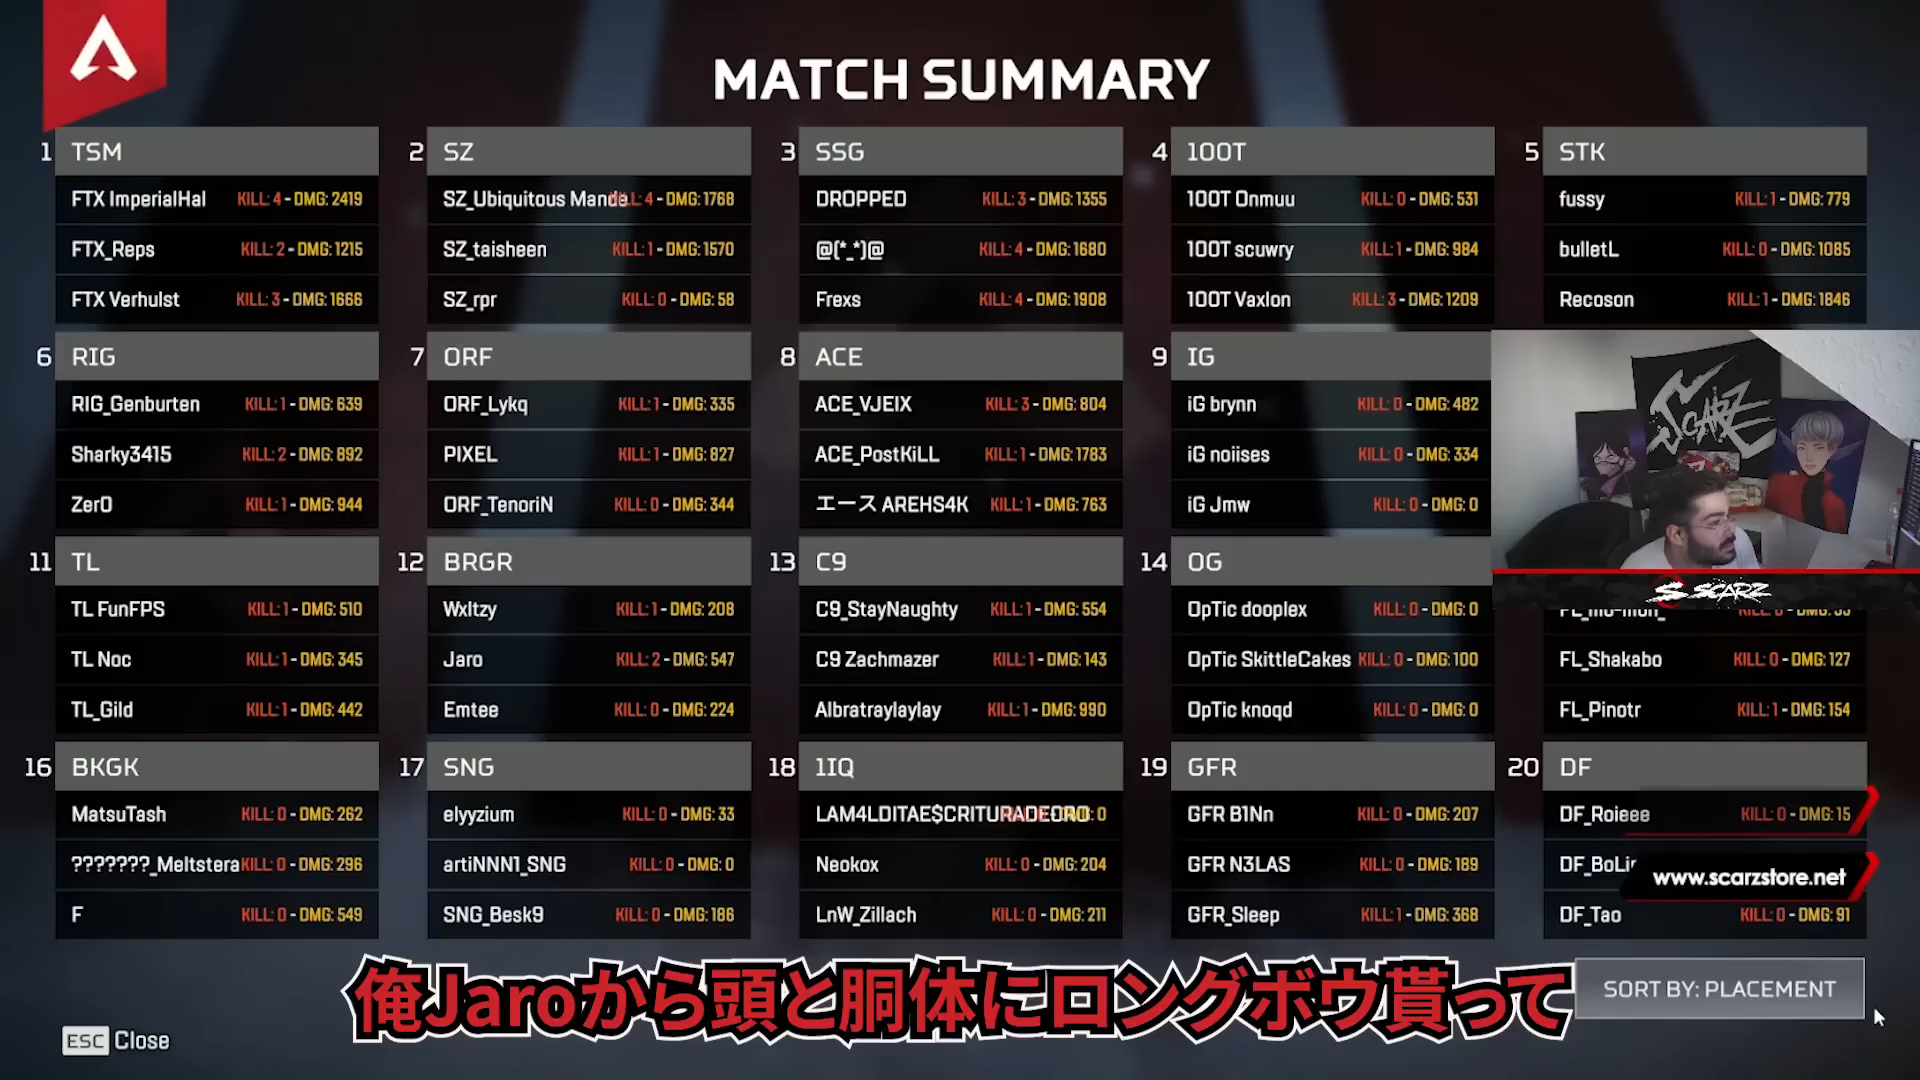 MATCH SUMMARY
1 TSM
FTX ImperialHal KILL: 4 - DMG: 2419
FTX_Reps KILL: 2 - DMG: 1215
FTX Verhulst KILL: 3 - DMG: 1666
2 SZ
SZ_Ubiquitous Mande KILL: 4 - DMG: 1768
SZ_taisheen KILL: 1 - DMG: 1570
SZ_rpr KILL: 0 - DMG: 58
3 SSG
DROPPED KILL: 3 - DMG: 1355
@(*_*)@ KILL: 4 - DMG: 1680
Frexs KILL: 4 - DMG: 1908
4 100T
100T Onmuu KILL: 0 - DMG: 531
100T scuwry KILL: 1 - DMG: 984
100T Vaxlon KILL: 3 - DMG: 1209
5 STK
fussy KILL: 1 - DMG: 779
bulletL KILL: 0 - DMG: 1085
Recoson KILL: 1 - DMG: 1846
6 RIG
RIG_Genburten KILL: 1 - DMG: 639
Sharky3415 KILL: 2 - DMG: 892
Zer0 KILL: 1 - DMG: 944
7 ORF
ORF_Lykq KILL: 1 - DMG: 335
PIXEL KILL: 1 - DMG: 827
ORF_TenoriN KILL: 0 - DMG: 344
8 ACE
ACE_VJEIX KILL: 3 - DMG: 804
ACE_PostKiLL KILL: 1 - DMG: 1783
エース AREHS4K KILL: 1 - DMG: 763
9 IG
iG brynn KILL: 0 - DMG: 482
iG noiises KILL: 0 - DMG: 334
iG Jmw KILL: 0 - DMG: 0
SCARZ
SCARZ
11 TL
TL FunFPS KILL: 1 - DMG: 510
TL Noc KILL: 1 - DMG: 345
TL_Gild KILL: 1 - DMG: 442
12 BRGR
WxItzy KILL: 1 - DMG: 208
Jaro KILL: 2 - DMG: 547
Emtee KILL: 0 - DMG: 224
13 C9
C9_StayNaughty KILL: 1 - DMG: 554
C9 Zachmazer KILL: 1 - DMG: 143
Albratraylaylay KILL: 1 - DMG: 990
14 OG
OpTic dooplex KILL: 0 - DMG: 0
OpTic SkittleCakes KILL: 0 - DMG: 100
OpTic knoqd KILL: 0 - DMG: 0
FL_Shakabo KILL: 0 - DMG: 127
FL_Pinotr KILL: 1 - DMG: 154
16 BKGK
MatsuTash KILL: 0 - DMG: 262
???????_Meltstera KILL: 0 - DMG: 296
F KILL: 0 - DMG: 549
17 SNG
elyyzium KILL: 0 - DMG: 33
artiNNN1_SNG KILL: 0 - DMG: 0
SNG_Besk9 KILL: 0 - DMG: 186
18 1IQ
LAM4LDITAE$CRITURADEORO 0
Neokox KILL: 0 - DMG: 204
LnW_Zillach KILL: 0 - DMG: 211
19 GFR
GFR B1Nn KILL: 0 - DMG: 207
GFR N3LAS KILL: 0 - DMG: 189
GFR_Sleep KILL: 1 - DMG: 368
20 DF
DF_Roieee KILL: 0 - DMG: 15
www.scarzstore.net
DF_Tao KILL: 0 - DMG: 91
俺Jaroから頭と胴体にロングボウ貰って
SORT BY: PLACEMENT
ESC Close